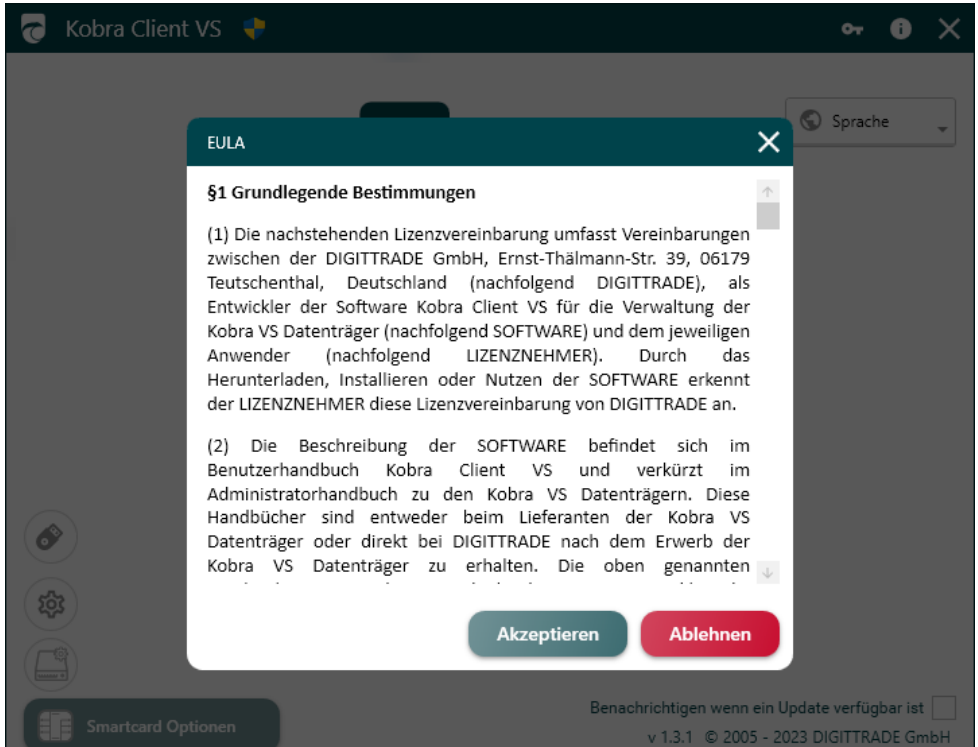 Kobra Client VS
Sprache
EULA
§1 Grundlegende Bestimmungen
(1) Die nachstehenden Lizenzvereinbarung umfasst Vereinbarungen
zwischen der DIGITTRADE GmbH, Ernst-Thälmann-Str. 39, 06179
Teutschenthal, Deutschland (nachfolgend DIGITTRADE), als
Entwickler der Software Kobra Client VS für die Verwaltung der
Kobra VS Datenträger (nachfolgend SOFTWARE) und dem jeweiligen
Anwender (nachfolgend LIZENZNEHMER). Durch das
Herunterladen, Installieren oder Nutzen der SOFTWARE erkennt
der LIZENZNEHMER diese Lizenzvereinbarung von DIGITTRADE an.
(2) Die Beschreibung der SOFTWARE befindet sich im
Benutzerhandbuch Kobra Client VS und verkürzt im
Administratorhandbuch zu den Kobra VS Datenträgern. Diese
Handbücher sind entweder beim Lieferanten der Kobra VS
Datenträger oder direkt bei DIGITTRADE nach dem Erwerb der
Kobra VS Datenträger zu erhalten. Die oben genannten
Akzeptieren
Ablehnen
Smartcard Optionen
Benachrichtigen wenn ein Update verfügbar ist
v 1.3.1 © 2005 - 2023 DIGITTRADE GmbH